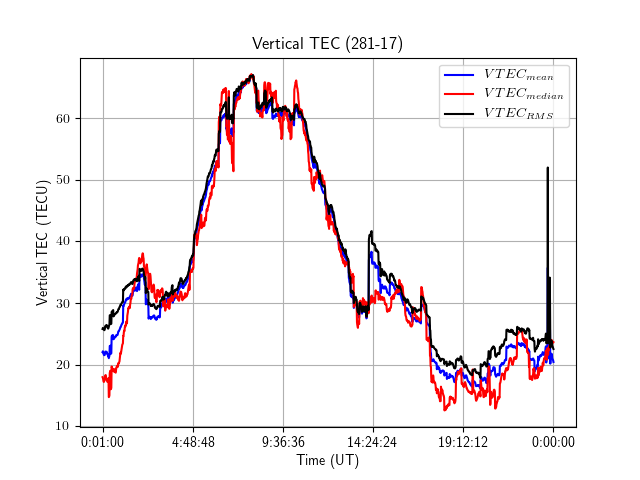 Vertical TEC (281-17)
VTEC_mean
VTEC_median
VTEC_RMS
60
50
40
30
20
10
Vertical TEC (TECU)
0:01:00 4:48:48 9:36:36 14:24:24 19:12:12 0:00:00
Time (UT)